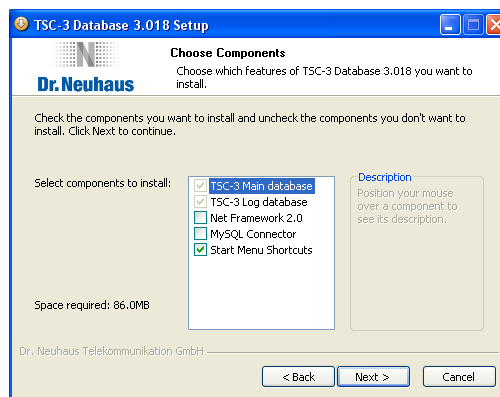 TSC-3 Database 3.018 Setup
N
Dr. Neuhaus
Choose Components
Choose which features of TSC-3 Database 3.018 you want to
install.
Check the components you want to install and uncheck the components you don't want to
install. Click Next to continue.
Select components to install:
TSC-3 Main database
TSC-3 Log database
Net Framework 2.0
MySQL Connector
Start Menu Shortcuts
Description
Position your mouse
over a component to
see its description.
Space required: 86.0MB
Dr. Neuhaus Telekommunikation GmbH
< Back
Next >
Cancel